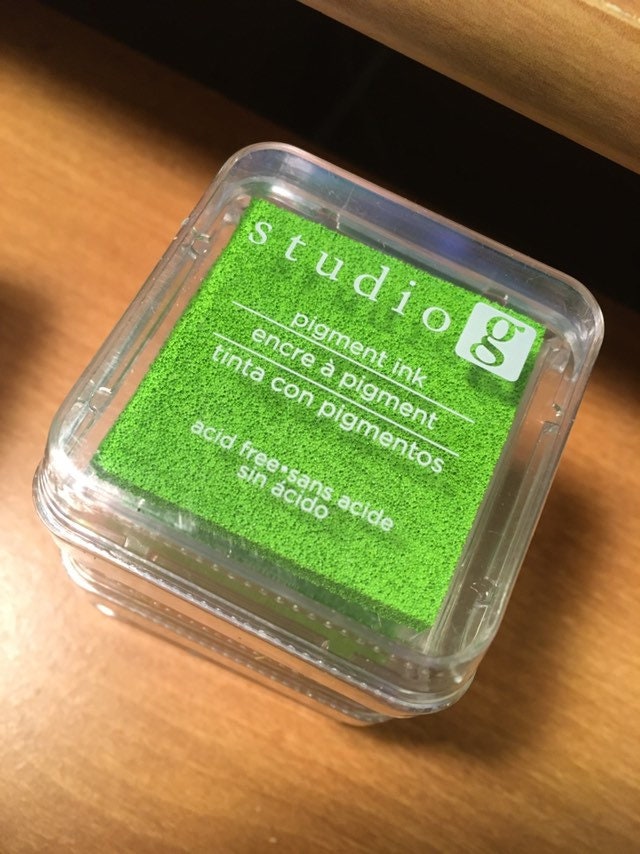 studio g
pigment ink
encre à pigment
tinta con pigmentos
acid free•sans acide
sin ácido